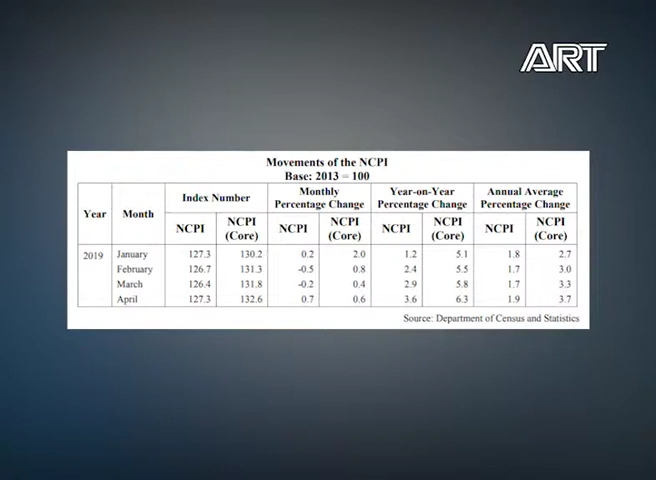 ART
Movements of the NCPI
Base: 2013 = 100
Year Month Index Number Monthly Percentage Change Year-on-Year Percentage Change Annual Average Percentage Change
NCPI NCPI (Core) NCPI NCPI (Core) NCPI NCPI (Core) NCPI NCPI (Core)
2019 January 127.3 130.2 0.2 2.0 1.2 5.1 1.8 2.7
February 126.7 131.3 -0.5 0.8 2.4 5.5 1.7 3.0
March 126.4 131.8 -0.2 0.4 2.9 5.8 1.7 3.3
April 127.3 132.6 0.7 0.6 3.6 6.3 1.9 3.7
Source: Department of Census and Statistics